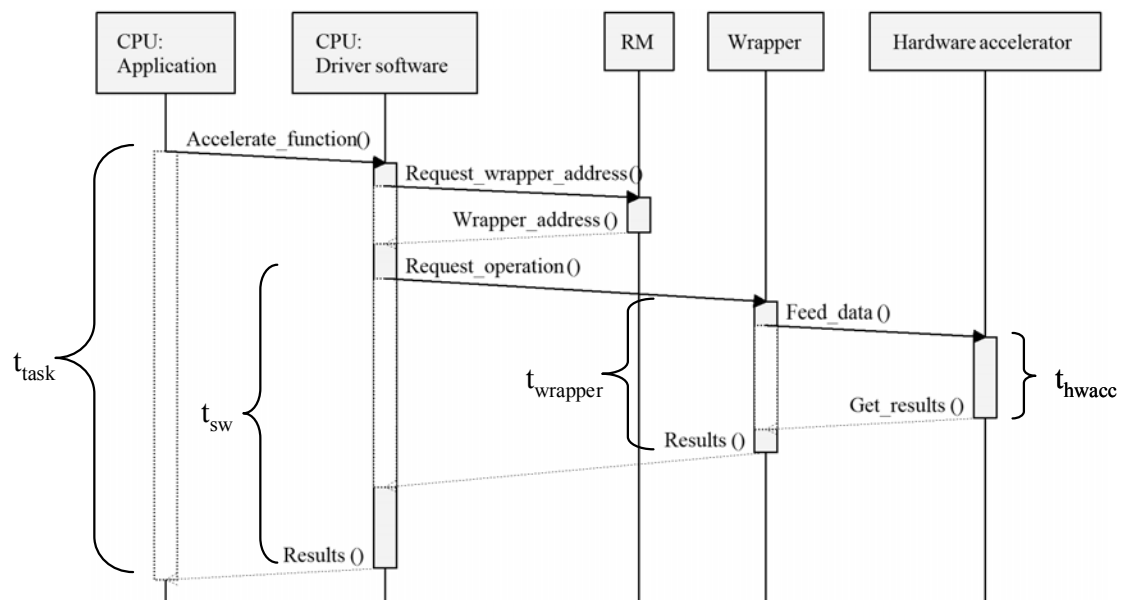 CPU:
Application
CPU:
Driver software
RM
Wrapper
Hardware accelerator
Accelerate_function()
Request_wrapper_address()
Wrapper_address ()
Request_operation ()
Feed_data ()
t_task
t_sw
t_wrapper
t_hwacc
Get_results ()
Results ()
Results ()